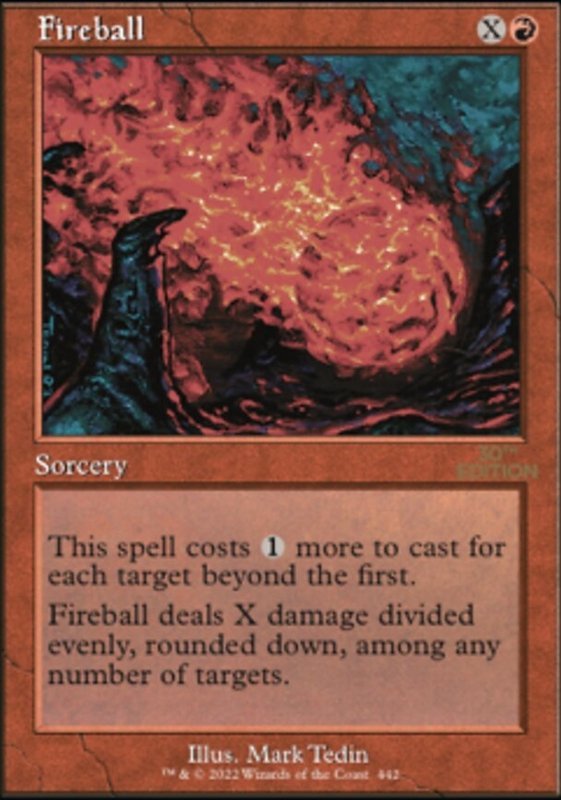 Fireball X
Sorcery
30TH
EDITION
This spell costs 1 more to cast for
each target beyond the first.
Fireball deals X damage divided
evenly, rounded down, among any
number of targets.
Illus. Mark Tedin
™ & © 2022 Wizards of the Coast 442